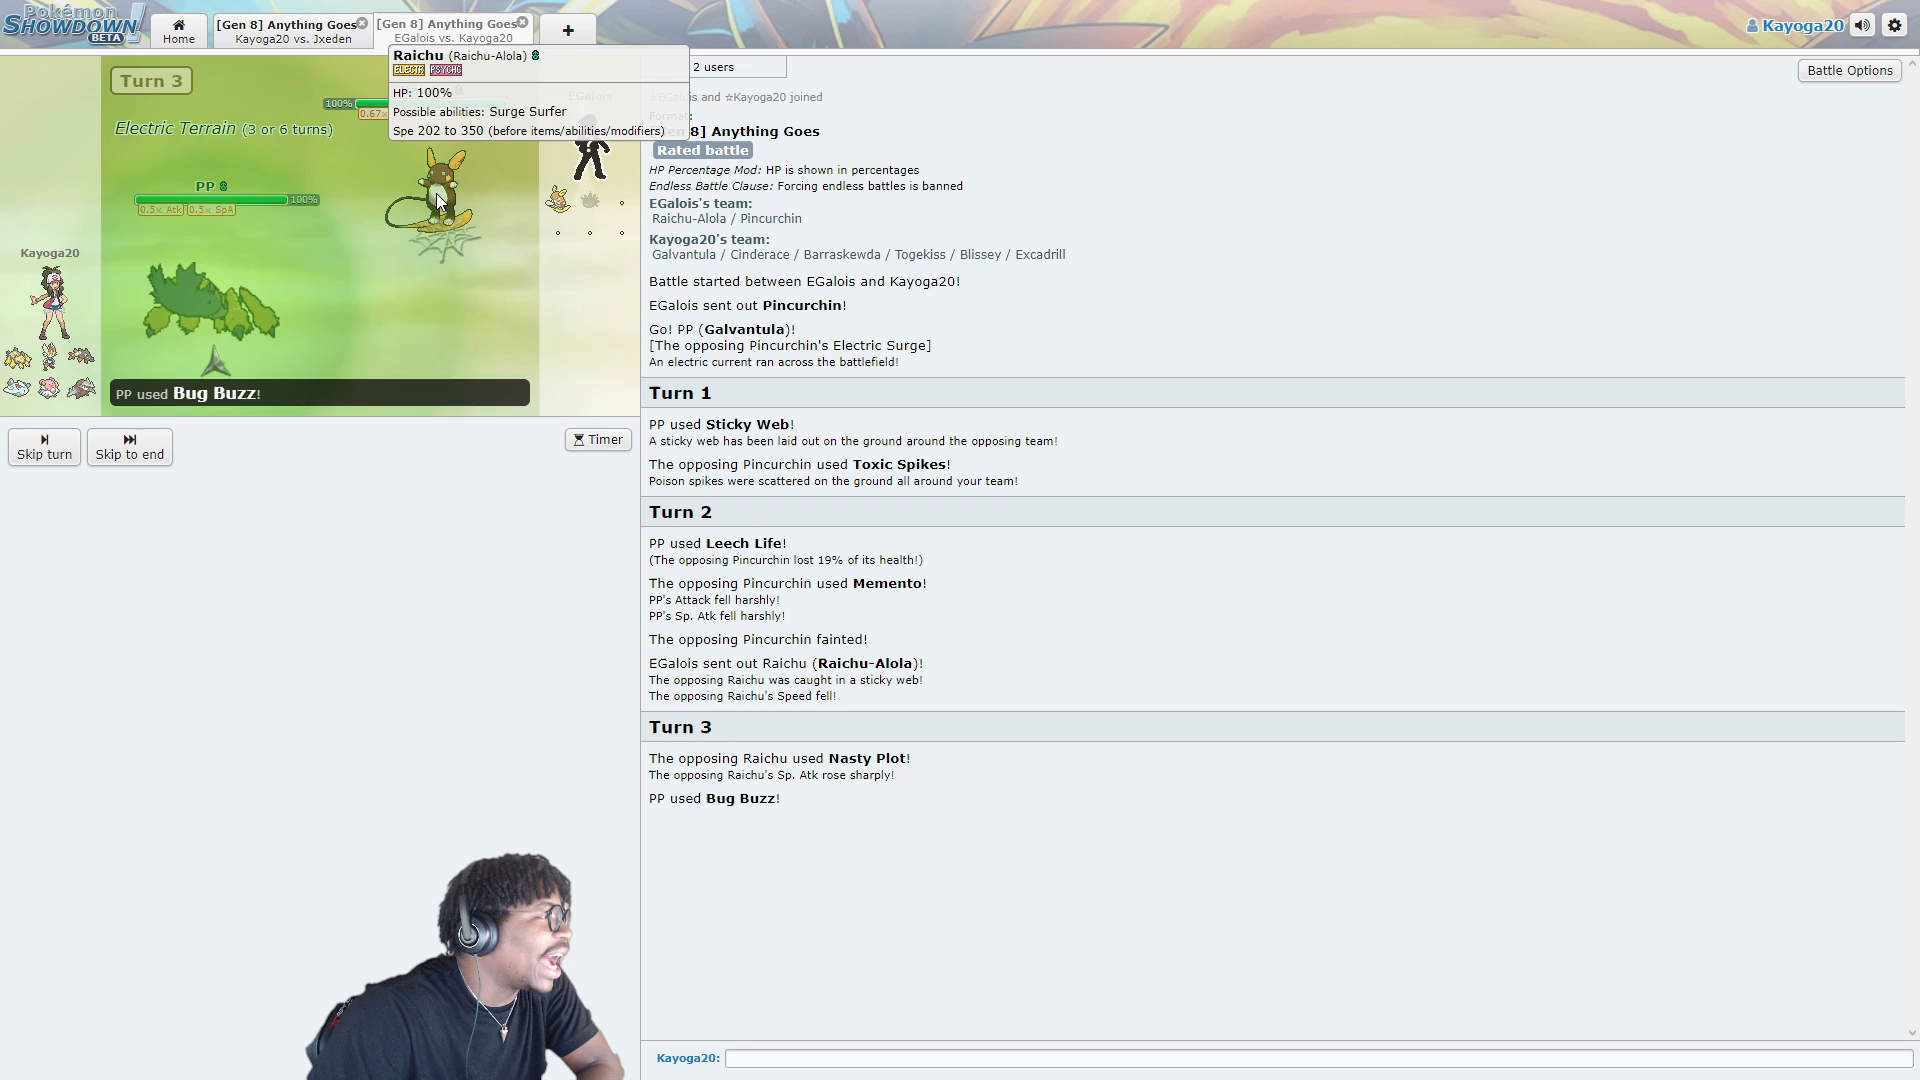 Pokémon
SHOWDOWN!
BETA
Home
[Gen 8] Anything Goes
Kayoga20 vs. Jxeden
[Gen 8] Anything Goes
EGalois vs. Kayoga20
+
Kayoga20
Raichu (Raichu-Alola)
ELECTR PSYCHC
HP: 100%
Possible abilities: Surge Surfer
Spe 202 to 350 (before items/abilities/modifiers)
Turn 3
100%
0.67x
Electric Terrain (3 or 6 turns)
PP
100%
0.5x Atk 0.5x SpA
Kayoga20
PP used Bug Buzz!
Skip turn
Skip to end
Timer
2 users
Battle Options
is and ☆Kayoga20 joined
8] Anything Goes
Rated battle
HP Percentage Mod: HP is shown in percentages
Endless Battle Clause: Forcing endless battles is banned
EGalois's team:
Raichu-Alola / Pincurchin
Kayoga20's team:
Galvantula / Cinderace / Barraskewda / Togekiss / Blissey / Excadrill
Battle started between EGalois and Kayoga20!
EGalois sent out Pincurchin!
Go! PP (Galvantula)!
[The opposing Pincurchin's Electric Surge]
An electric current ran across the battlefield!
Turn 1
PP used Sticky Web!
A sticky web has been laid out on the ground around the opposing team!
The opposing Pincurchin used Toxic Spikes!
Poison spikes were scattered on the ground all around your team!
Turn 2
PP used Leech Life!
(The opposing Pincurchin lost 19% of its health!)
The opposing Pincurchin used Memento!
PP's Attack fell harshly!
PP's Sp. Atk fell harshly!
The opposing Pincurchin fainted!
EGalois sent out Raichu (Raichu-Alola)!
The opposing Raichu was caught in a sticky web!
The opposing Raichu's Speed fell!
Turn 3
The opposing Raichu used Nasty Plot!
The opposing Raichu's Sp. Atk rose sharply!
PP used Bug Buzz!
Kayoga20: